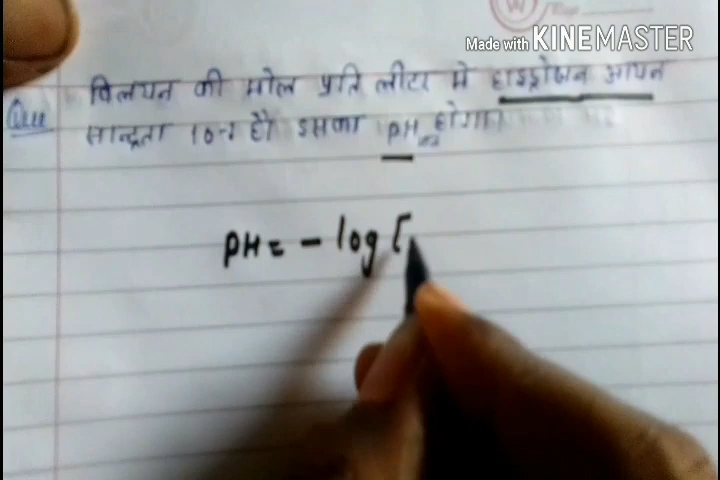 Made with KINEMASTER
Que विलयन की मोल प्रति लीटर मे हाइड्रोजन आयन
सान्द्रता 10-7 है। इसका PH होगा।
PH = - log [